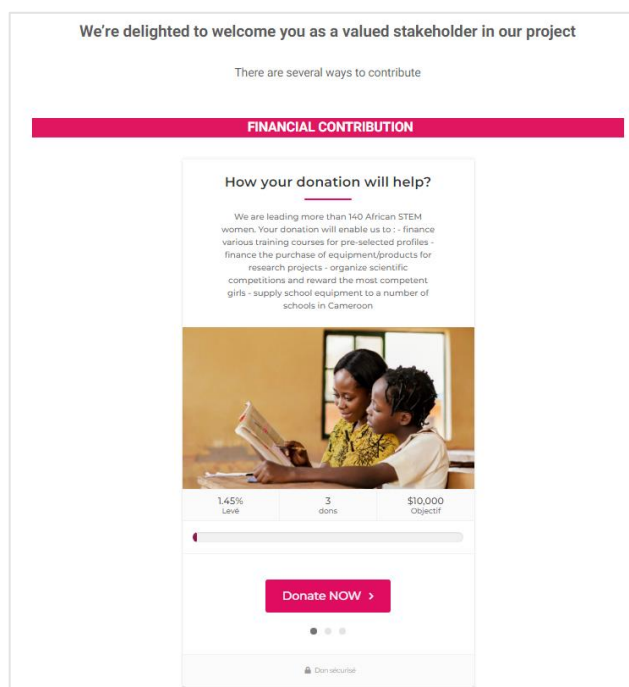 We're delighted to welcome you as a valued stakeholder in our project
There are several ways to contribute
FINANCIAL CONTRIBUTION
How your donation will help?
We are leading more than 140 African STEM
women. Your donation will enable us to : - finance
various training courses for pre-selected profiles -
finance the purchase of equipment/products for
research projects - organize scientific
competitions and reward the most competent
girls - supply school equipment to a number of
schools in Cameroon
1.45%
Levé
3
dons
$10,000
Objectif
Donate NOW >
Don sécurisé